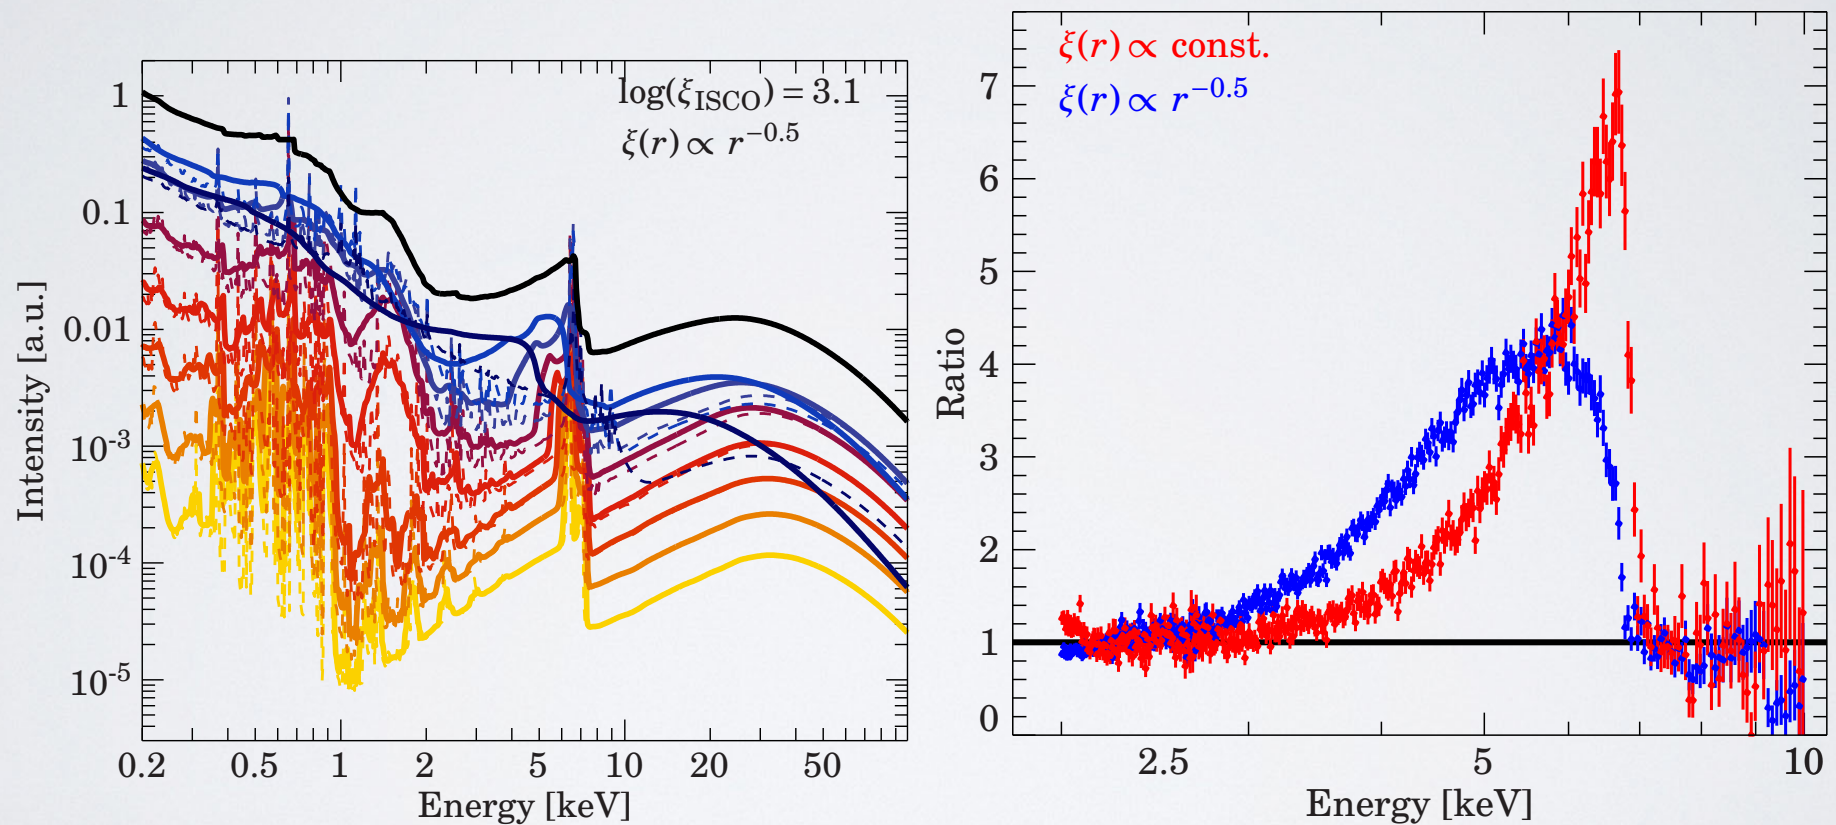 log(ξISCO) = 3.1
ξ(r) ∝ r−0.5
1
0.1
0.01
10-3
10-4
10-5
Intensity [a.u.]
0.2 0.5 1 2 5 10 20 50
Energy [keV]
ξ(r) ∝ const.
ξ(r) ∝ r−0.5
7
6
5
4
3
2
1
0
Ratio
2.5 5 10
Energy [keV]